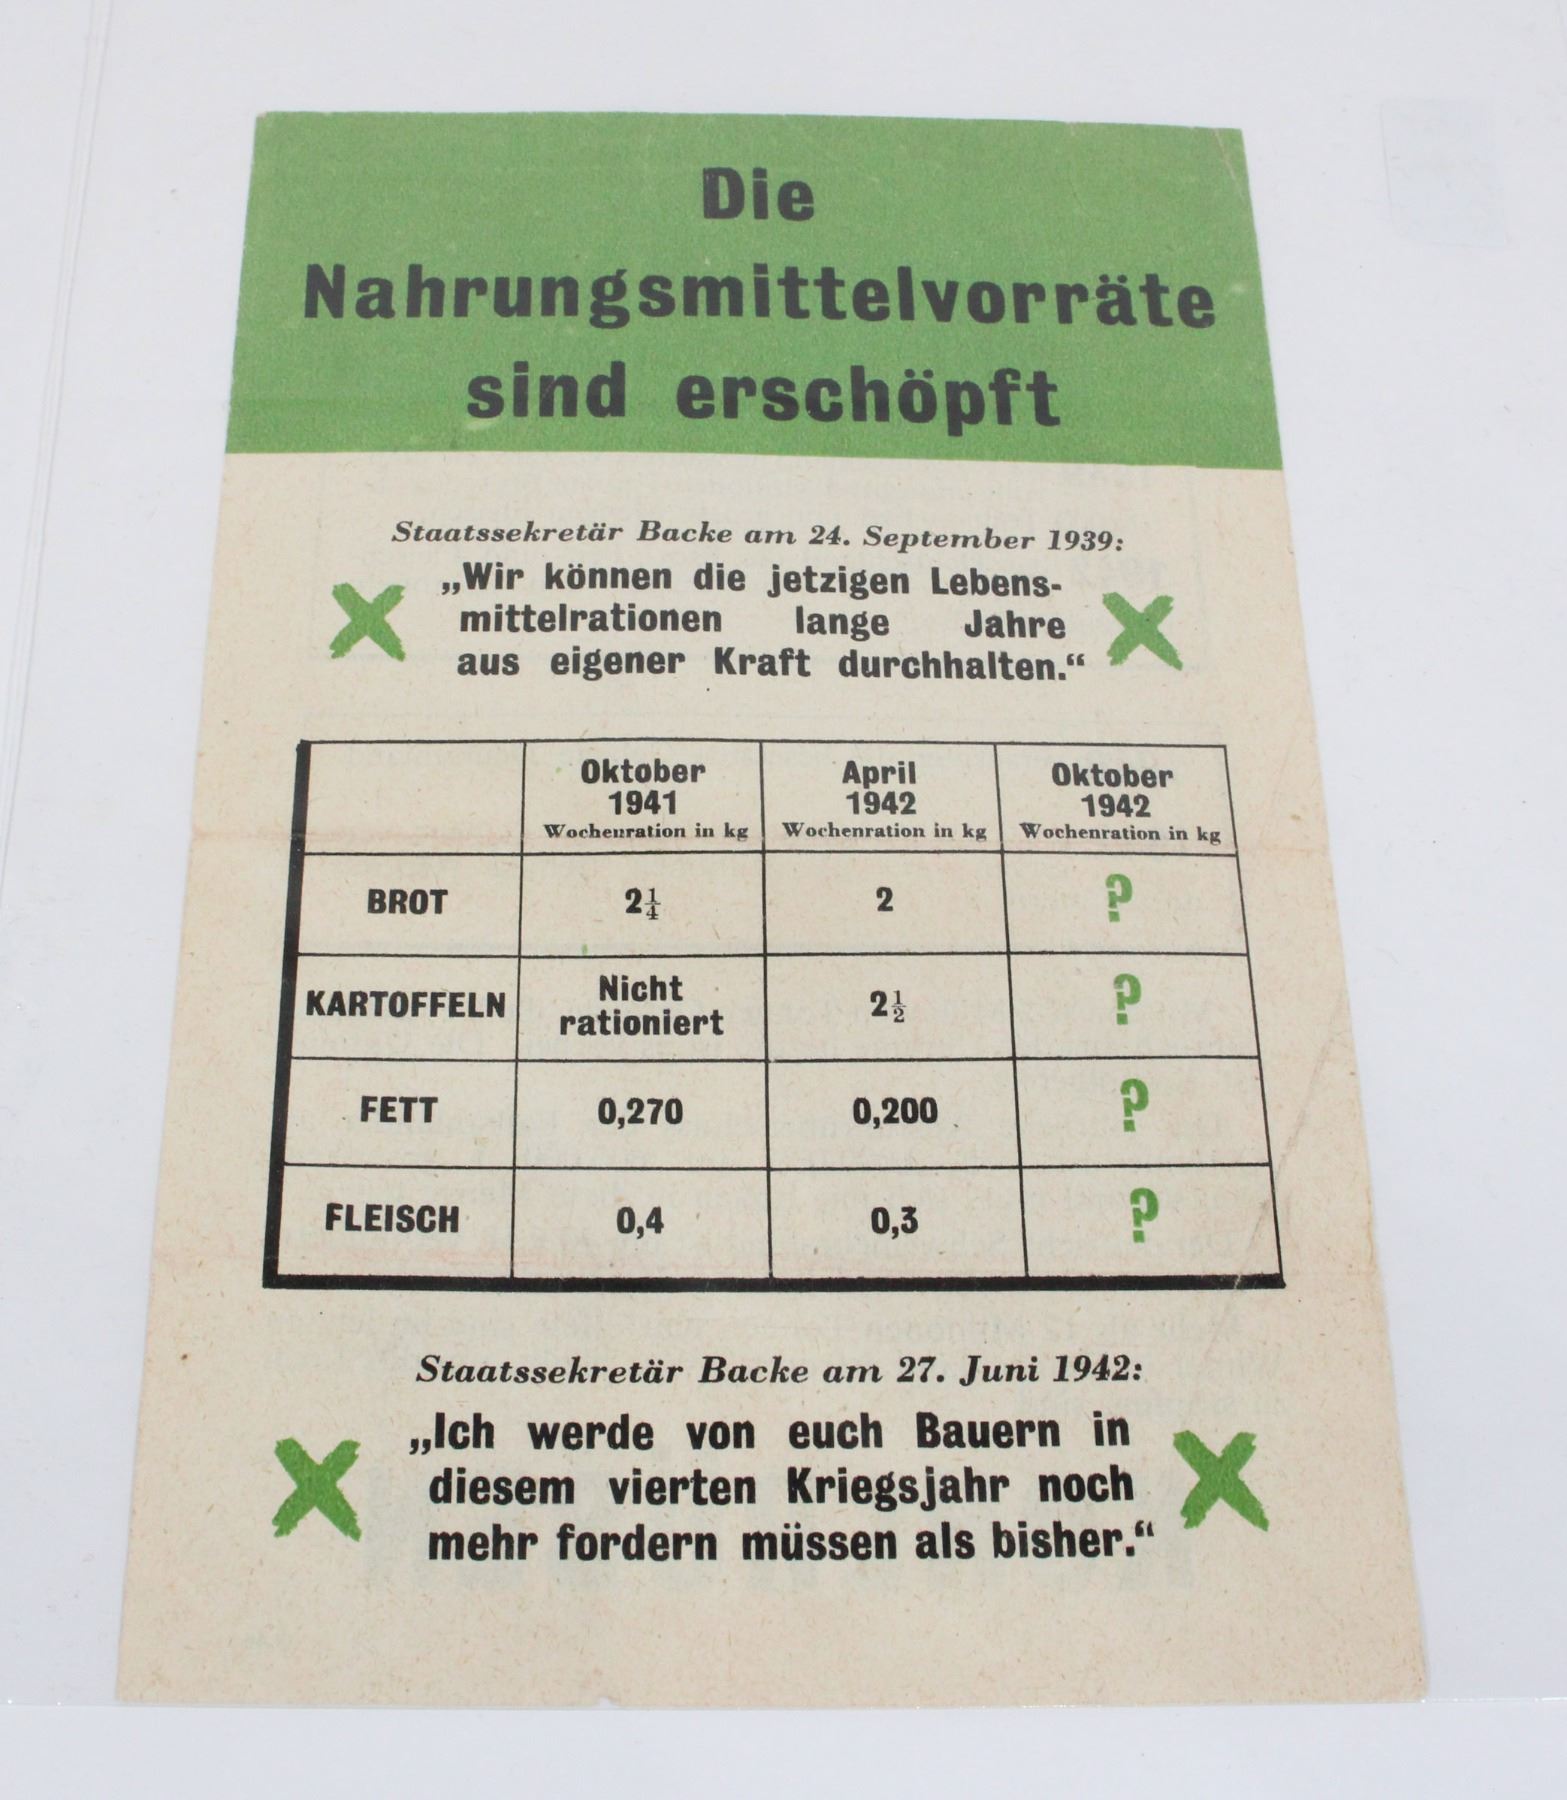 Die
Nahrungsmittelvorräte
sind erschöpft
Staatssekretär Backe am 24. September 1939:
„Wir können die jetzigen Lebens-
mittelrationen lange Jahre
aus eigener Kraft durchhalten.“
Oktober 1941 Wochenration in kg
April 1942 Wochenration in kg
Oktober 1942 Wochenration in kg
BROT 2¼ 2 ?
KARTOFFELN Nicht rationiert 2½ ?
FETT 0,270 0,200 ?
FLEISCH 0,4 0,3 ?
Staatssekretär Backe am 27. Juni 1942:
„Ich werde von euch Bauern in
diesem vierten Kriegsjahr noch
mehr fordern müssen als bisher.“